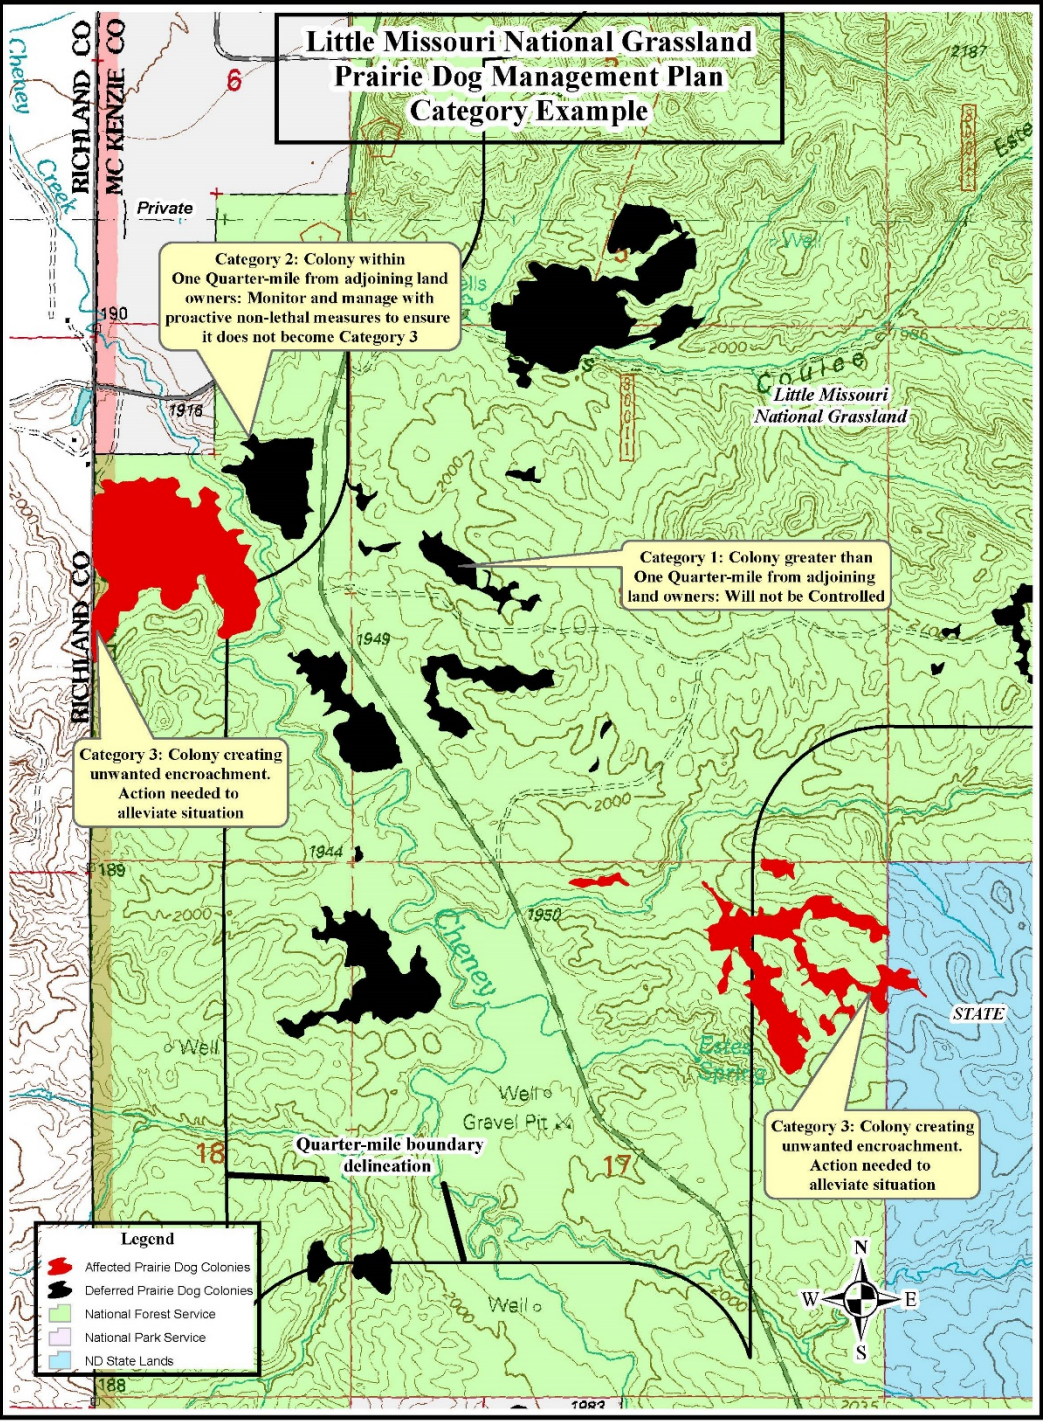 Little Missouri National Grassland
Prairie Dog Management Plan
Category Example
Cheney
Creek
RICHLAND CO
MC KENZIE CO
6
2187
Private
Well
5
Category 2: Colony within
One Quarter-mile from adjoining land
owners: Monitor and manage with
proactive non-lethal measures to ensure
it does not become Category 3
190
1916
2000
Coulee
Little Missouri
National Grassland
2000
2000
Category 1: Colony greater than
One Quarter-mile from adjoining
land owners: Will not be Controlled
RICHLAND CO
1949
Category 3: Colony creating
unwanted encroachment.
Action needed to
alleviate situation
2000
1944
189
2000
1950
Cheney
STATE
Well
Estes
Spring
Well
Gravel Pit
Category 3: Colony creating
unwanted encroachment.
Action needed to
alleviate situation
Quarter-mile boundary
delineation
18
17
Legend
Affected Prairie Dog Colonies
Deferred Prairie Dog Colonies
National Forest Service
National Park Service
ND State Lands
N
W
E
S
2000
2000
Well
188
1983
2035